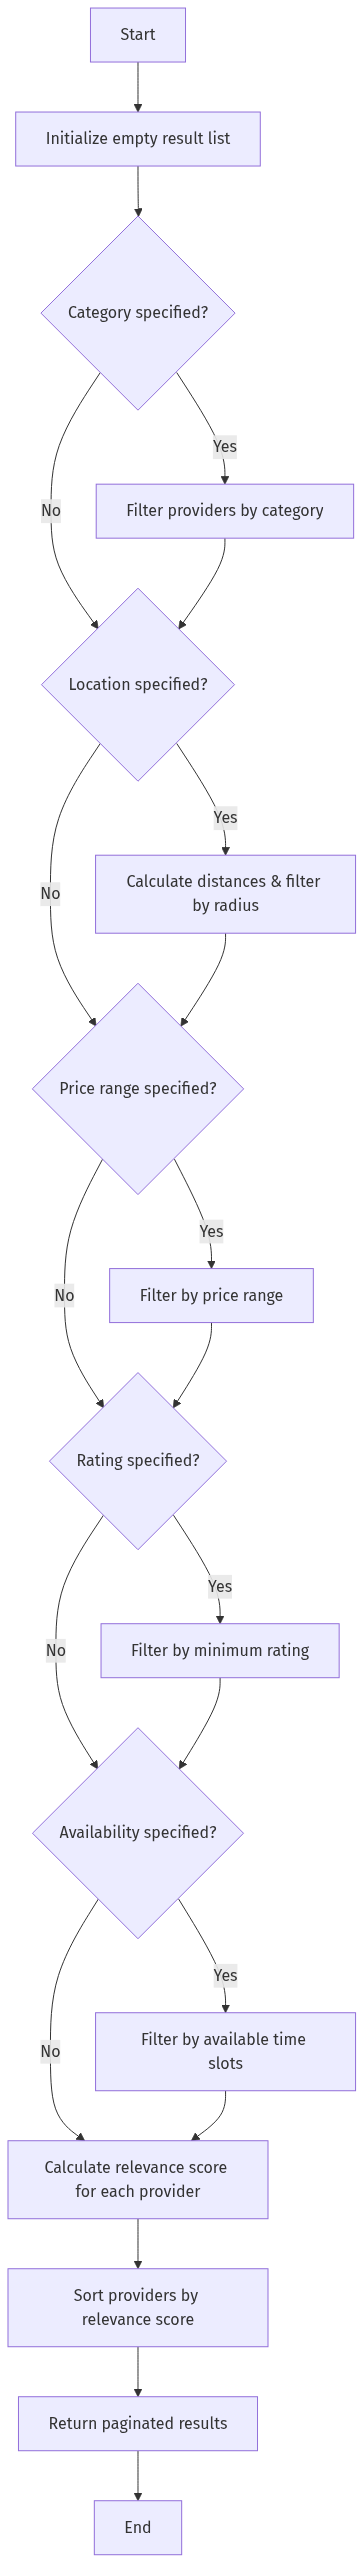 Start
Initialize empty result list
Category specified?
Yes
No
Filter providers by category
Location specified?
Yes
No
Calculate distances & filter
by radius
Price range specified?
Yes
No
Filter by price range
Rating specified?
Yes
No
Filter by minimum rating
Availability specified?
Yes
No
Filter by available time
slots
Calculate relevance score
for each provider
Sort providers by
relevance score
Return paginated results
End